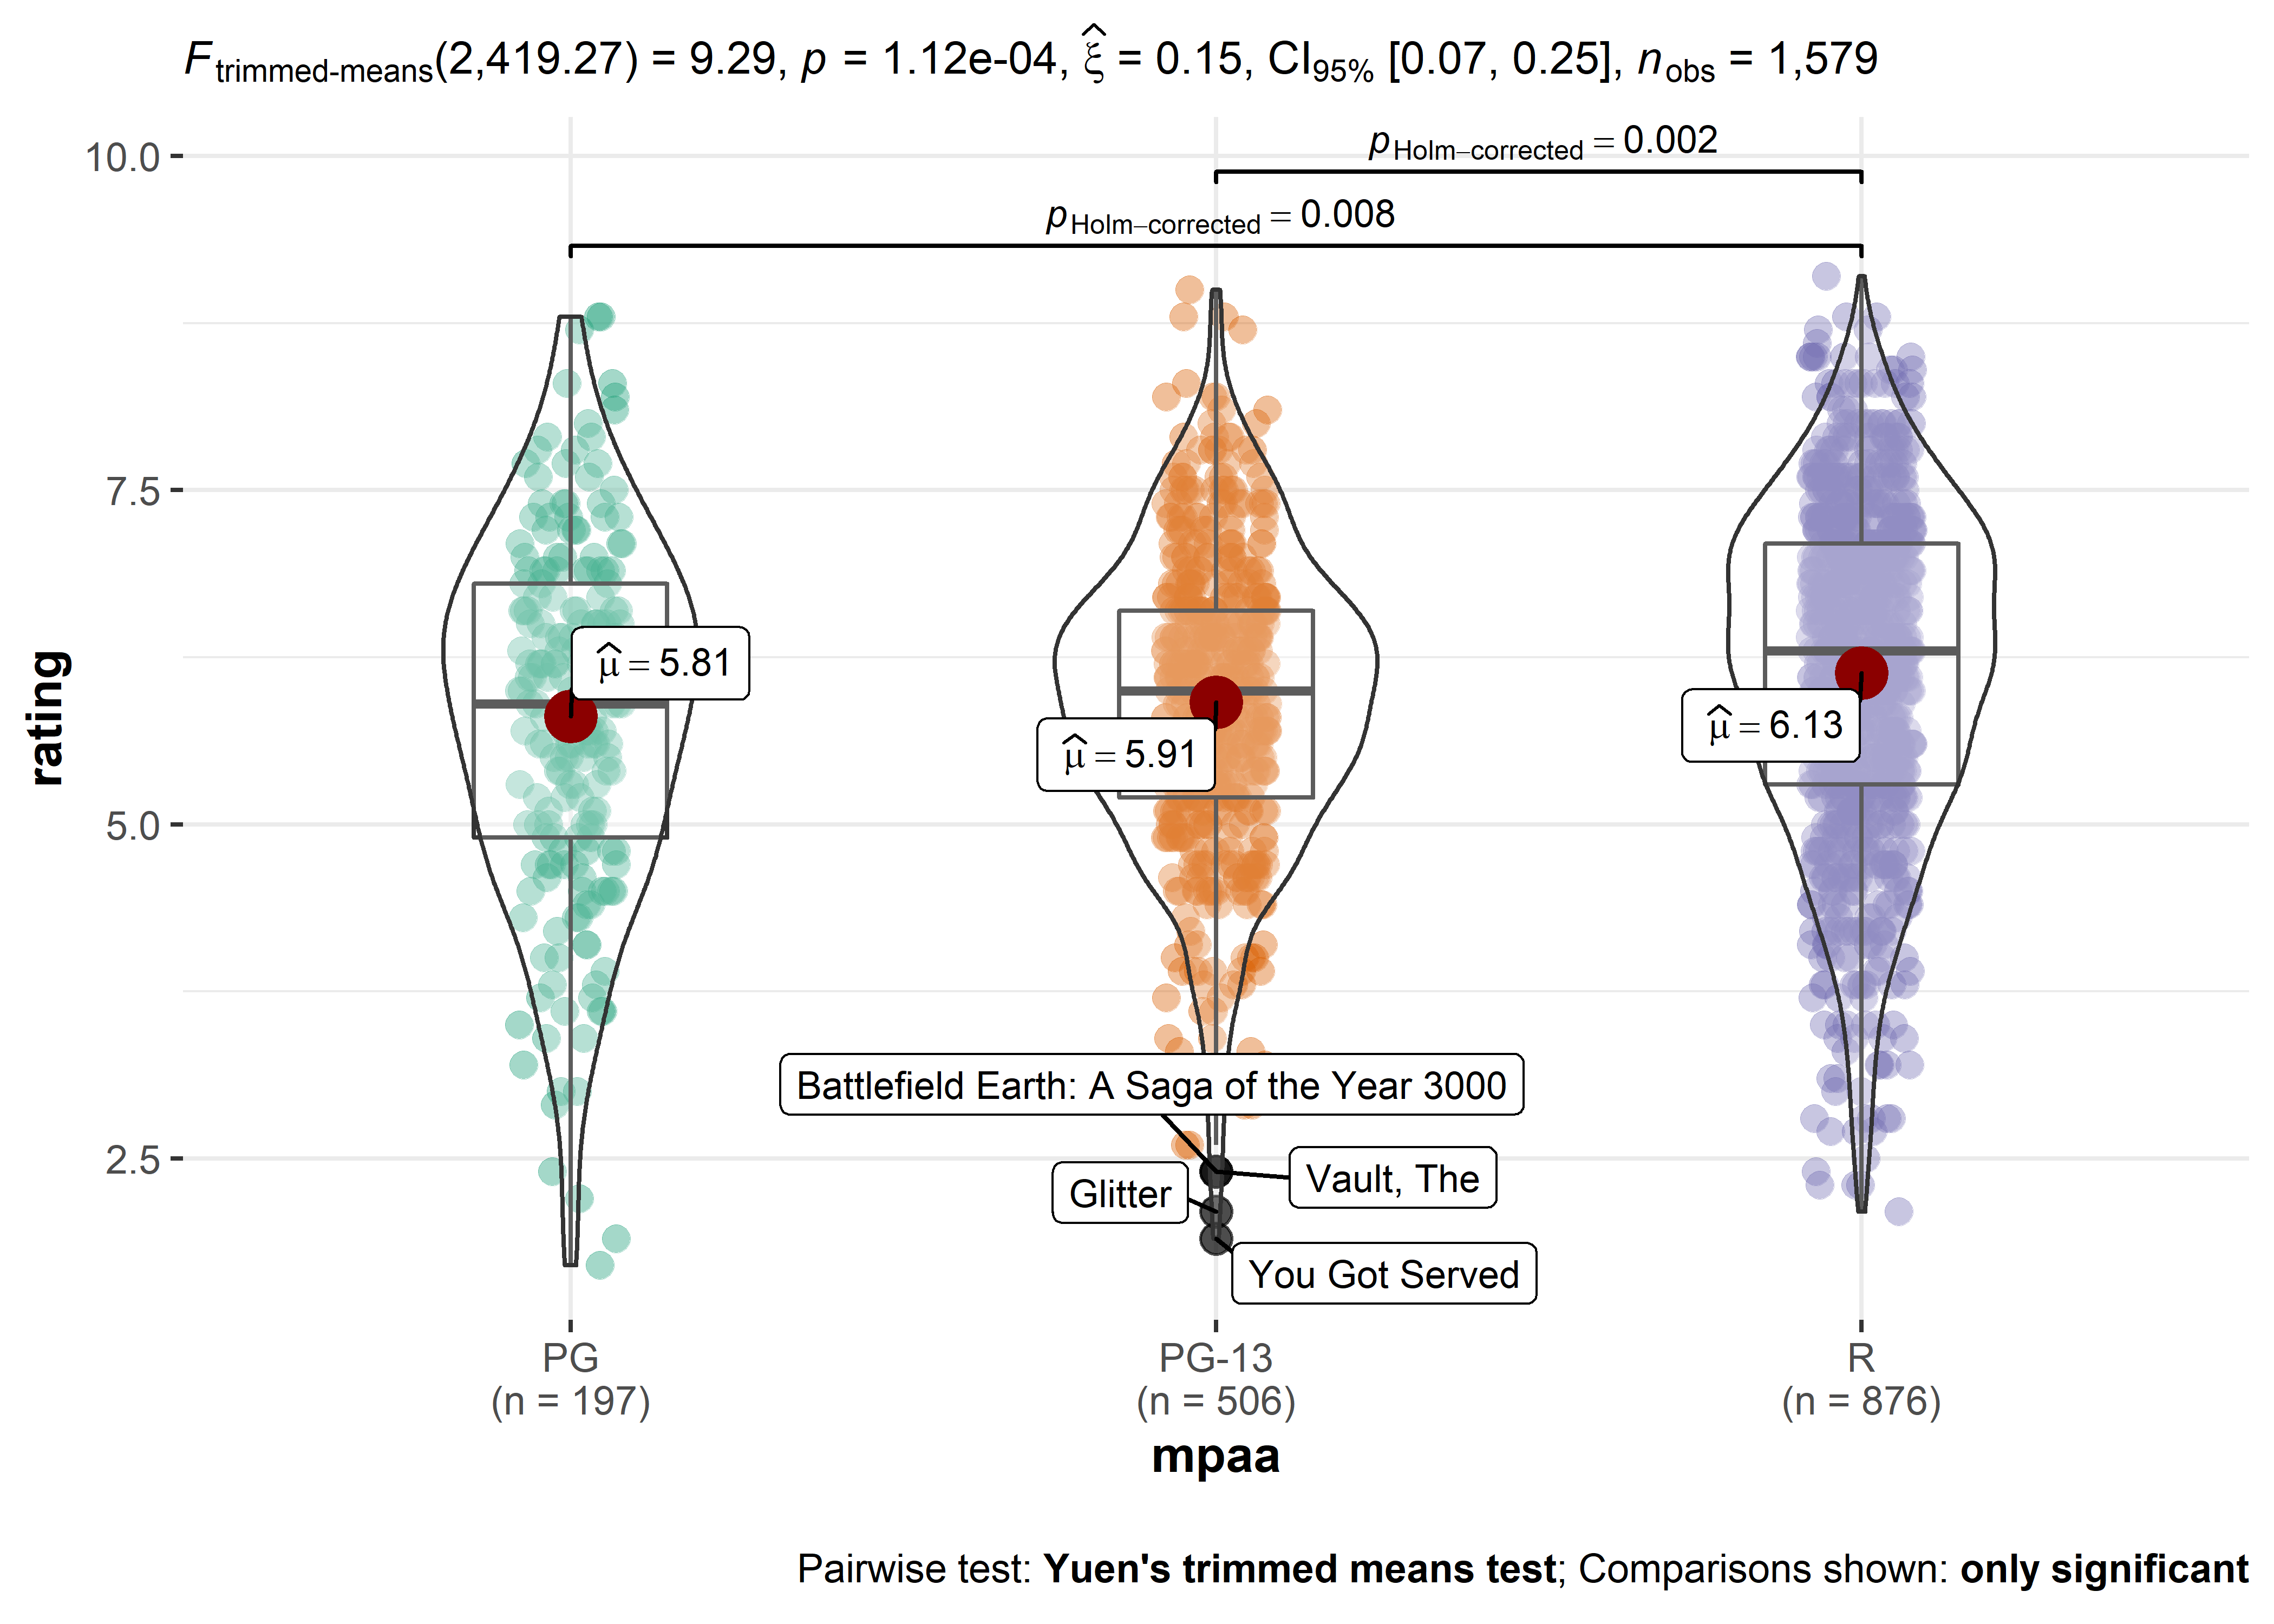 F trimmed-means(2,419.27) = 9.29, p = 1.12e-04, ξ̂ = 0.15, CI95% [0.07, 0.25], nobs = 1,579
10.0
pHolm−corrected = 0.002
pHolm−corrected = 0.008
7.5
μ̂ = 5.81
μ̂ = 5.91
μ̂ = 6.13
rating
5.0
Battlefield Earth: A Saga of the Year 3000
2.5
Vault, The
Glitter
You Got Served
PG
(n = 197)
PG-13
(n = 506)
R
(n = 876)
mpaa
Pairwise test: Yuen's trimmed means test; Comparisons shown: only significant